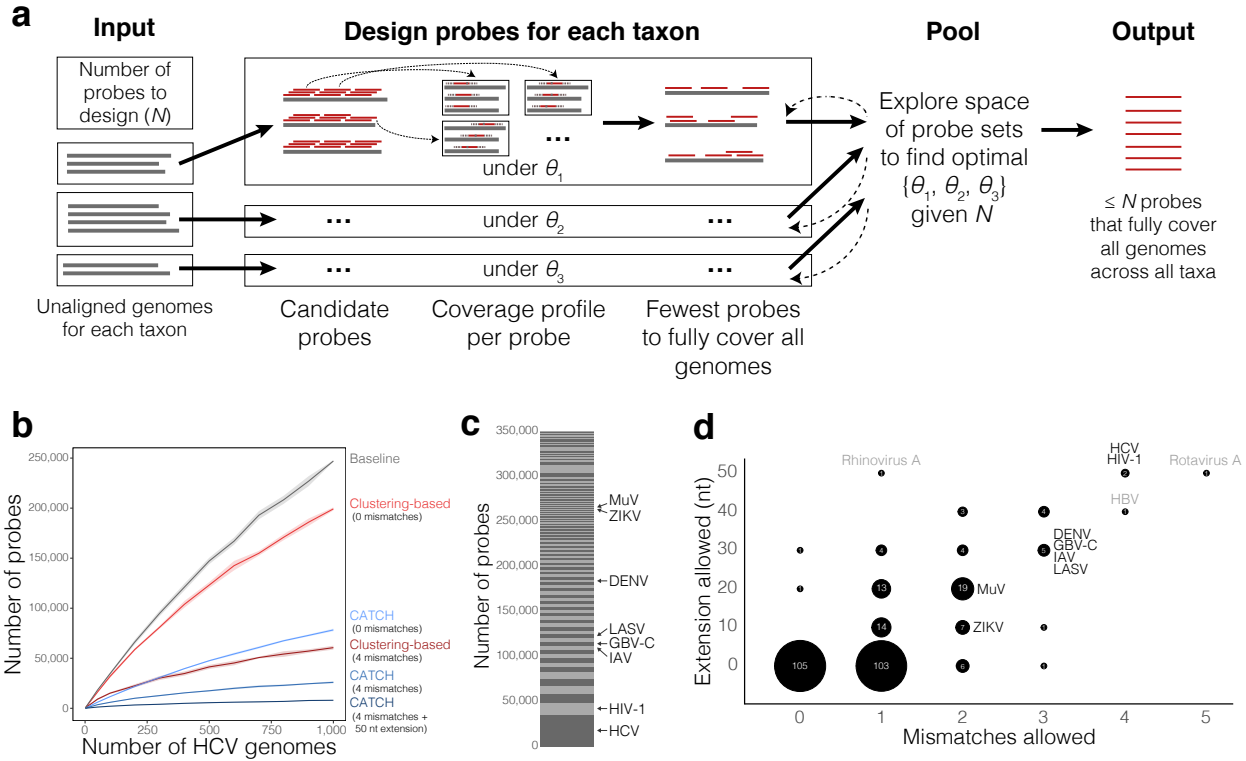 a
Input
Design probes for each taxon
Pool
Output
Number of
probes to
design (N)
under θ1
under θ2
under θ3
...
...
...
...
...
Unaligned genomes
for each taxon
Candidate
probes
Coverage profile
per probe
Fewest probes
to fully cover all
genomes
Explore space
of probe sets
to find optimal
{θ1, θ2, θ3}
given N
≤ N probes
that fully cover
all genomes
across all taxa
b
Number of probes
250,000
200,000
150,000
100,000
50,000
0
0
250
500
750
1,000
Number of HCV genomes
Baseline
Clustering-based
(0 mismatches)
CATCH
(0 mismatches)
Clustering-based
(4 mismatches)
CATCH
(4 mismatches)
CATCH
(4 mismatches +
50 nt extension)
c
Number of probes
350,000
300,000
250,000
200,000
150,000
100,000
50,000
0
MuV
ZIKV
DENV
LASV
GBV-C
IAV
HIV-1
HCV
d
Extension allowed (nt)
50
40
30
20
10
0
0
1
2
3
4
5
Mismatches allowed
Rhinovirus A
1
HCV
HIV-1
2
Rotavirus A
1
3
4
HBV
1
1
4
4
5
DENV
GBV-C
IAV
LASV
1
13
19
MuV
14
7
ZIKV
1
105
103
6
1